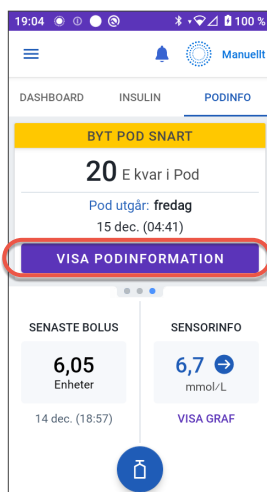 19:04 100 %
Manuellt
DASHBOARD INSULIN PODINFO
BYT POD SNART
20 E kvar i Pod
Pod utgår: fredag
15 dec. (04:41)
VISA PODINFORMATION
SENASTE BOLUS SENSORINFO
6,05 6,7
Enheter mmol/L
14 dec. (18:57) VISA GRAF